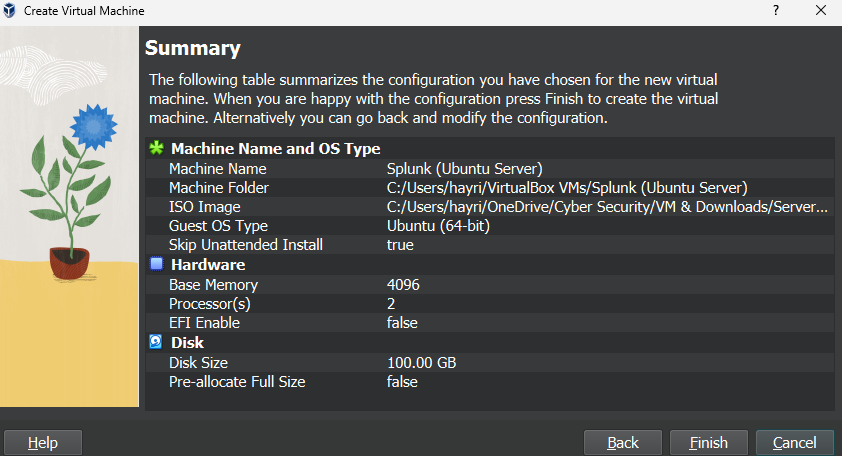 Create Virtual Machine
?
Summary
The following table summarizes the configuration you have chosen for the new virtual
machine. When you are happy with the configuration press Finish to create the virtual
machine. Alternatively you can go back and modify the configuration.
Machine Name and OS Type
Machine Name Splunk (Ubuntu Server)
Machine Folder C:/Users/hayri/VirtualBox VMs/Splunk (Ubuntu Server)
ISO Image C:/Users/hayri/OneDrive/Cyber Security/VM & Downloads/Server...
Guest OS Type Ubuntu (64-bit)
Skip Unattended Install true
Hardware
Base Memory 4096
Processor(s) 2
EFI Enable false
Disk
Disk Size 100.00 GB
Pre-allocate Full Size false
Help Back Finish Cancel